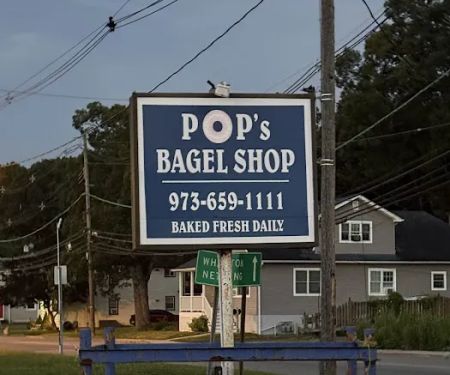 POP's
BAGEL SHOP
973-659-1111
BAKED FRESH DAILY